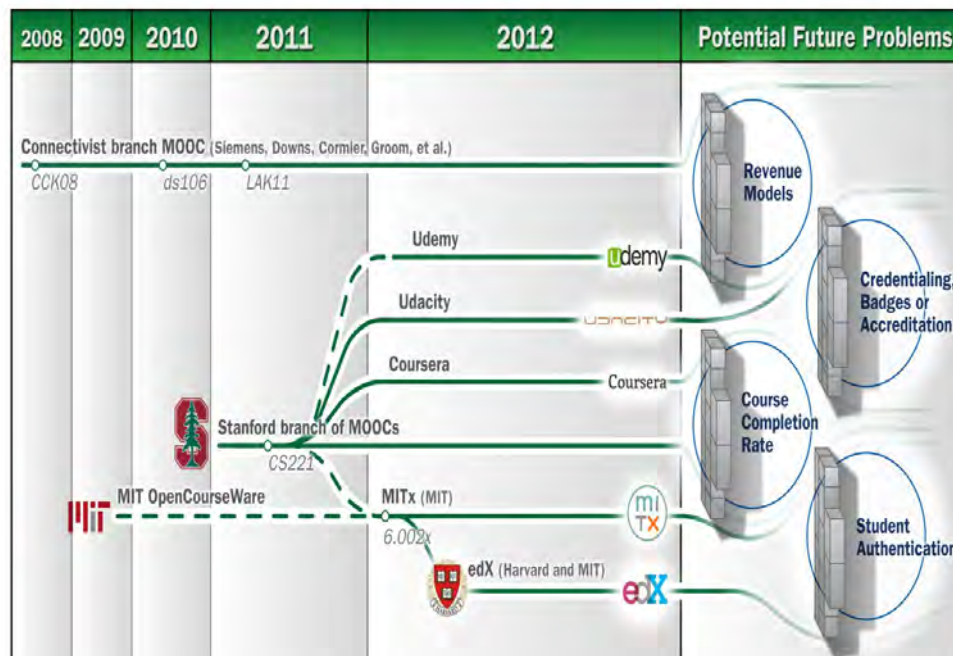 2008 2009 2010 2011 2012 Potential Future Problems
Connectivist branch MOOC (Siemens, Downs, Cormier, Groom, et al.)
CCK08 ds106 LAK11
Revenue
Models
Udemy
udemy
Udacity
UDACITY
Credentialing,
Badges or
Accreditation
Coursera
Coursera
Course
Completion
Rate
Stanford branch of MOOCs
S
CS221
MIT OpenCourseWare
MIT
MITx (MIT)
6.002x
miTx
Student
Authentication
edX (Harvard and MIT)
edX